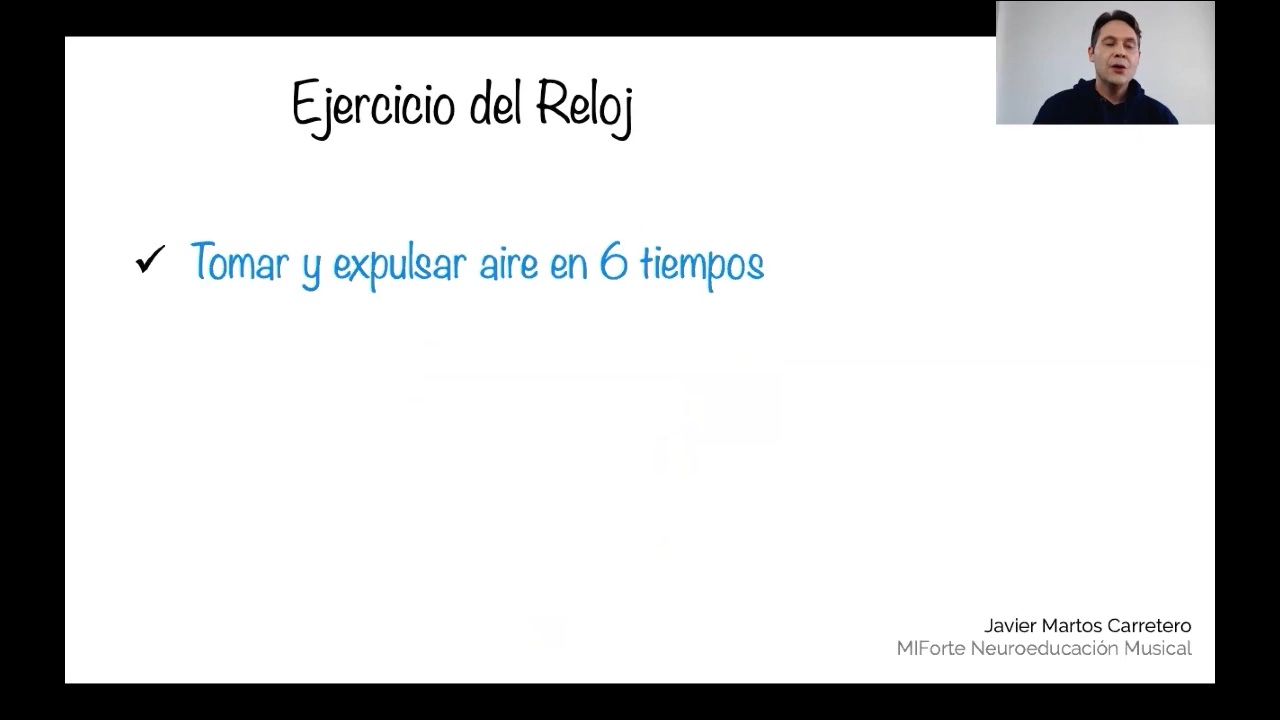 Ejercicio del Reloj
✓ Tomar y expulsar aire en 6 tiempos
Javier Martos Carretero
MIForte Neuroeducación Musical